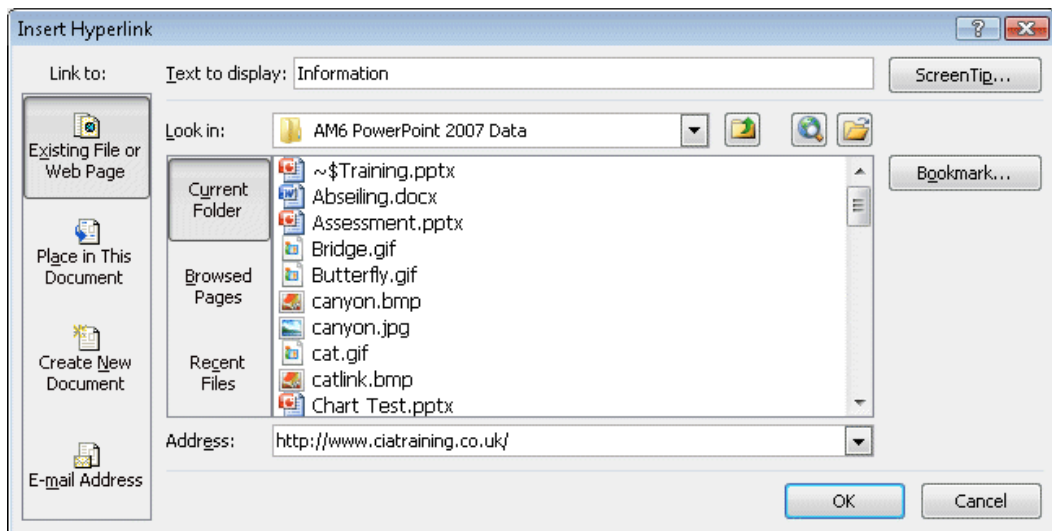 Insert Hyperlink
Link to:
Text to display: Information
ScreenTip...
Existing File or
Web Page
Look in: AM6 PowerPoint 2007 Data
Bookmark...
Current
Folder
~$Training.pptx
Abseiling.docx
Assessment.pptx
Bridge.gif
Butterfly.gif
canyon.bmp
canyon.jpg
cat.gif
catlink.bmp
Chart Test.pptx
Place in This
Document
Browsed
Pages
Create New
Document
Recent
Files
E-mail Address
Address: http://www.ciatraining.co.uk/
OK
Cancel